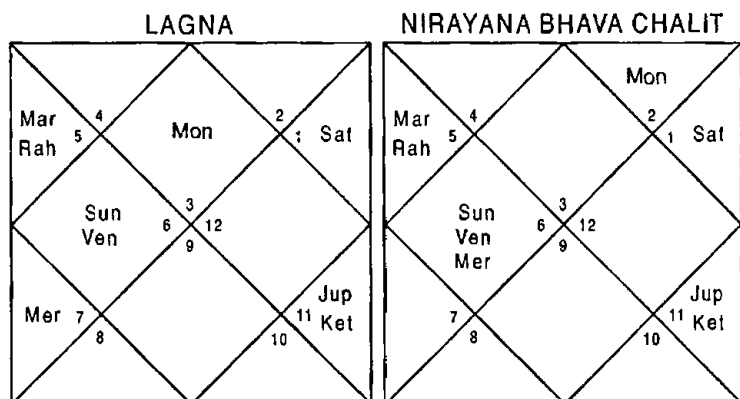 LAGNA
NIRAYANA BHAVA CHALIT
Mar
Rah
5
4
Mon
2
Sat
Sun
Ven
6
3
12
9
Mer
7
8
Jup
Ket
11
10
Mar
Rah
5
4
Mon
2
1
Sat
Sun
Ven
Mer
6
3
12
9
7
8
Jup
Ket
11
10